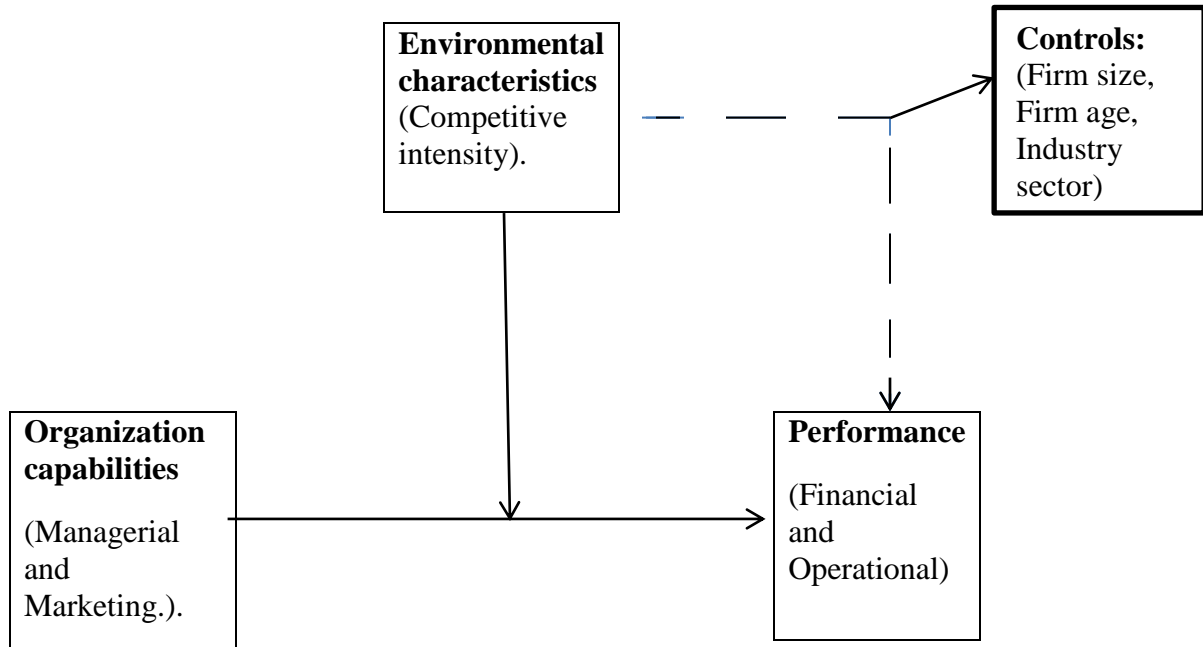 Environmental
characteristics
(Competitive
intensity).
Controls:
(Firm size,
Firm age,
Industry
sector)
Organization
capabilities
(Managerial
and
Marketing.).
Performance
(Financial
and
Operational)